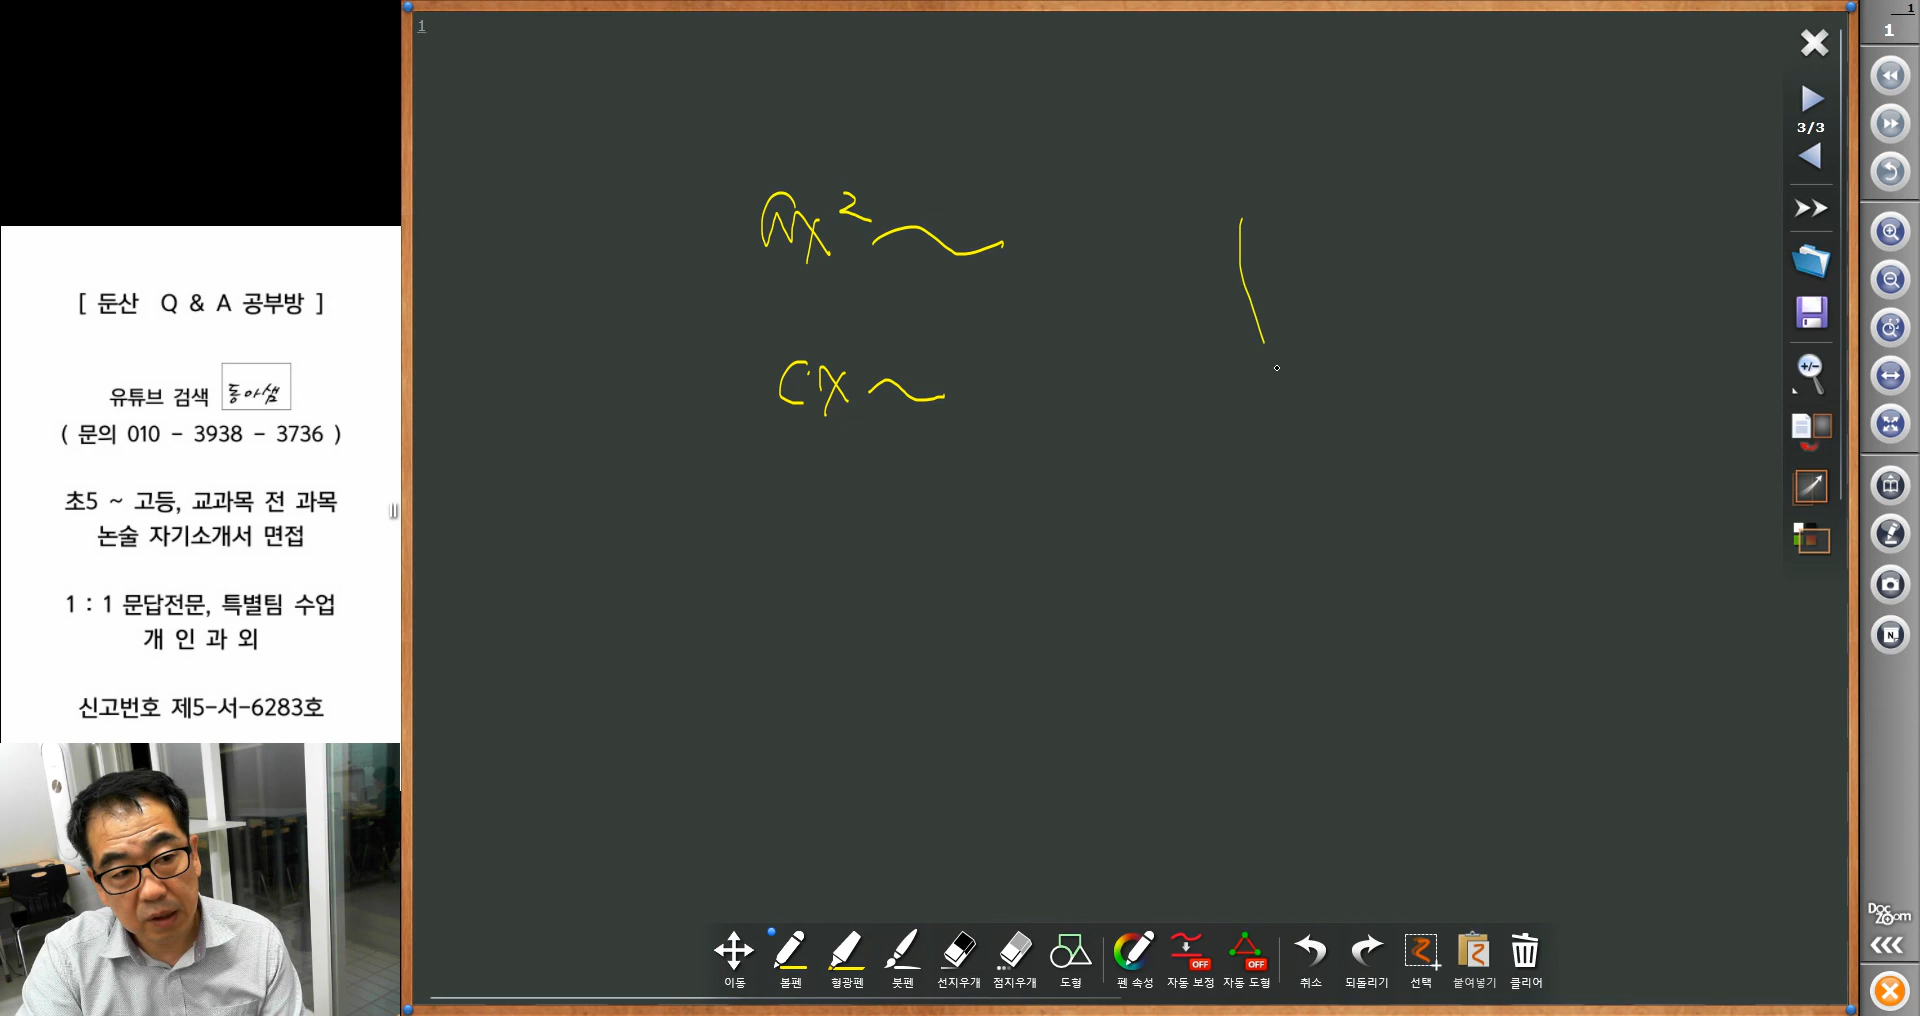 [ 둔산 Q & A 공부방 ]
유튜브 검색 동아샘
( 문의 010 - 3938 - 3736 )
초5 ~ 고등, 교과목 전 과목
논술 자기소개서 면접
1 : 1 문답전문, 특별팀 수업
개 인 과 외
신고번호 제5-서-6283호
1
ax²
cx
1
1
3/3
+/-
N
Doc
Zoom
이동
볼펜
형광펜
붓펜
선지우개
점지우개
도형
펜 속성
OFF
자동 보정
OFF
자동 도형
취소
되돌리기
선택
붙여넣기
클리어